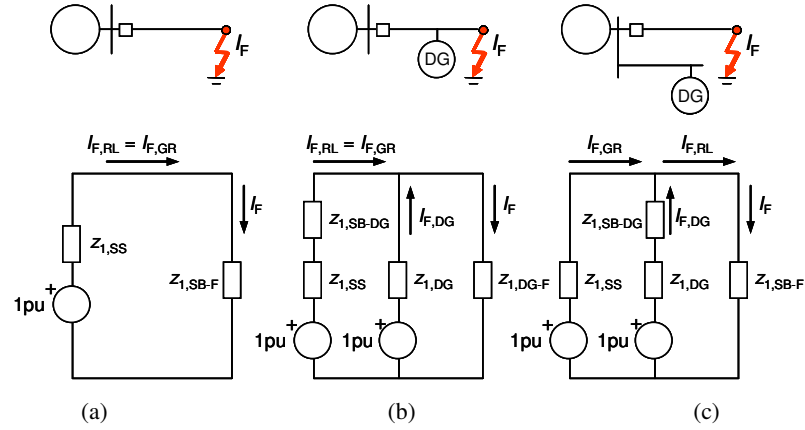 I_F
I_F
DG
I_F
DG
I_F,RL = I_F,GR
I_F
z_1,SS
z_1,SB-F
1pu
+
I_F,RL = I_F,GR
z_1,SB-DG
I_F,DG
I_F
z_1,SS
z_1,DG
z_1,DG-F
1pu
+
1pu
+
I_F,GR
I_F,RL
z_1,SB-DG
I_F,DG
I_F
z_1,SS
z_1,DG
z_1,SB-F
1pu
+
1pu
+
(a)
(b)
(c)